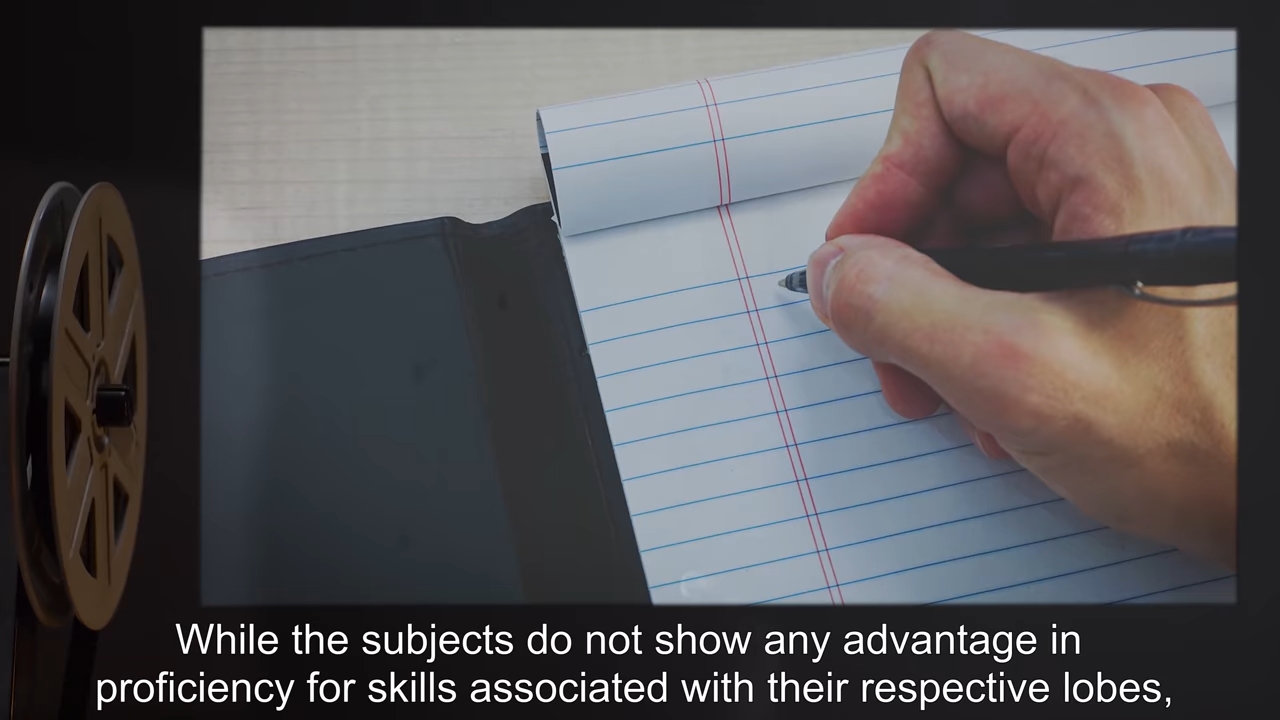 While the subjects do not show any advantage in
proficiency for skills associated with their respective lobes,